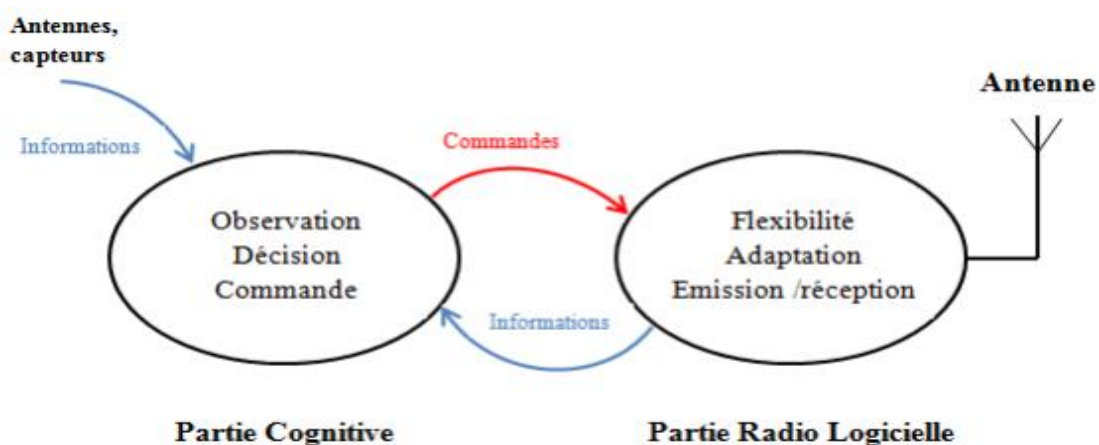 Antennes,
capteurs
Antenne
Informations
Commandes
Observation
Décision
Commande
Flexibilité
Adaptation
Emission /réception
Informations
Partie Cognitive
Partie Radio Logicielle